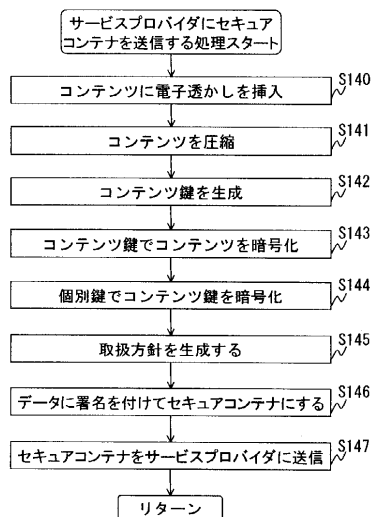 サービスプロバイダにセキュア
コンテナを送信する処理スタート
S140
コンテンツに電子透かしを挿入
S141
コンテンツを圧縮
S142
コンテンツ鍵を生成
S143
コンテンツ鍵でコンテンツを暗号化
S144
個別鍵でコンテンツ鍵を暗号化
S145
取扱方針を生成する
S146
データに署名を付けてセキュアコンテナにする
S147
セキュアコンテナをサービスプロバイダに送信
リターン